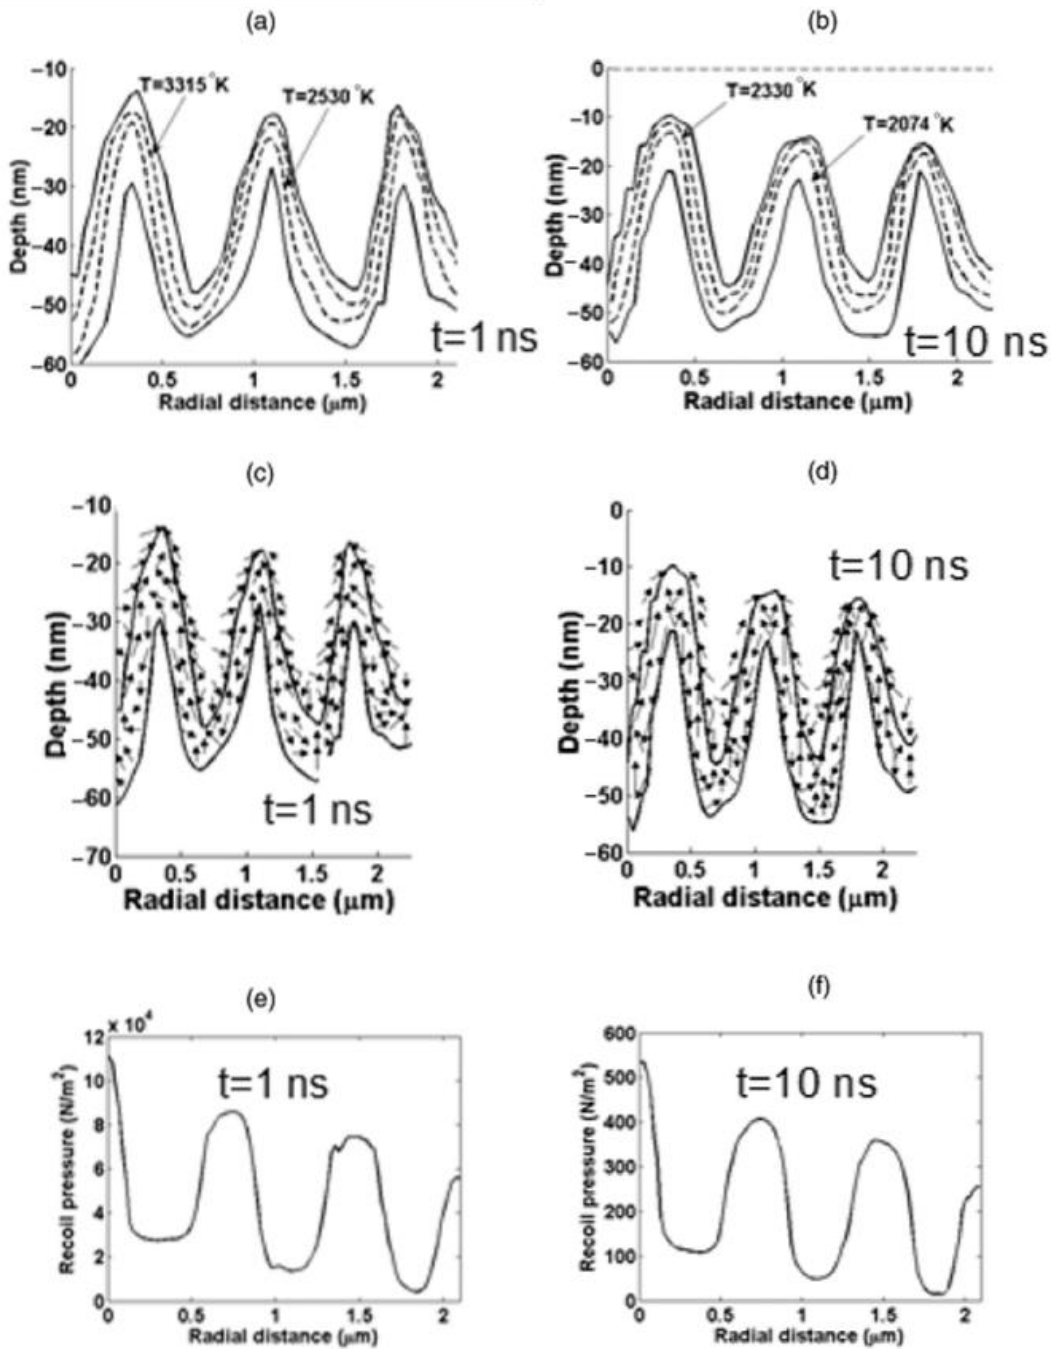 (a)
−10
−20
−30
−40
−50
−60
Depth (nm)
T=3315 °K
T=2530 °K
t=1 ns
0 0.5 1 1.5 2
Radial distance (μm)
(b)
0
−10
−20
−30
−40
−50
−60
Depth (nm)
T=2330 °K
T=2074 °K
t=10 ns
0 0.5 1 1.5 2
Radial distance (μm)
(c)
−10
−20
−30
−40
−50
−60
−70
Depth (nm)
t=1 ns
0 0.5 1 1.5 2
Radial distance (μm)
(d)
0
−10
−20
−30
−40
−50
−60
Depth (nm)
t=10 ns
0 0.5 1 1.5 2
Radial distance (μm)
(e)
x 10⁴
12
10
8
6
4
2
0
Recoil pressure (N/m²)
t=1 ns
0 0.5 1 1.5 2
Radial distance (μm)
(f)
600
500
400
300
200
100
0
Recoil pressure (N/m²)
t=10 ns
0 0.5 1 1.5 2
Radial distance (μm)